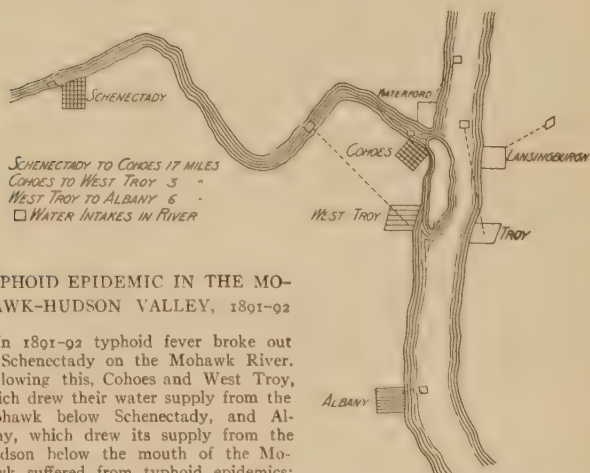 SCHENECTADY
WATERFORD
COHOES
LANSINGBURGH
SCHENECTADY TO COHOES 17 MILES
COHOES TO WEST TROY 3 "
WEST TROY TO ALBANY 6 "
□ WATER INTAKES IN RIVER
WEST TROY
TROY
PHOID EPIDEMIC IN THE MO-
AWK-HUDSON VALLEY, 1891-92
In 1891-92 typhoid fever broke out
Schenectady on the Mohawk River.
llowing this, Cohoes and West Troy,
ich drew their water supply from the
hawk below Schenectady, and Al-
ny, which drew its supply from the
dson below the mouth of the Mo-
wk suffered from typhoid epidemics;
ALBANY